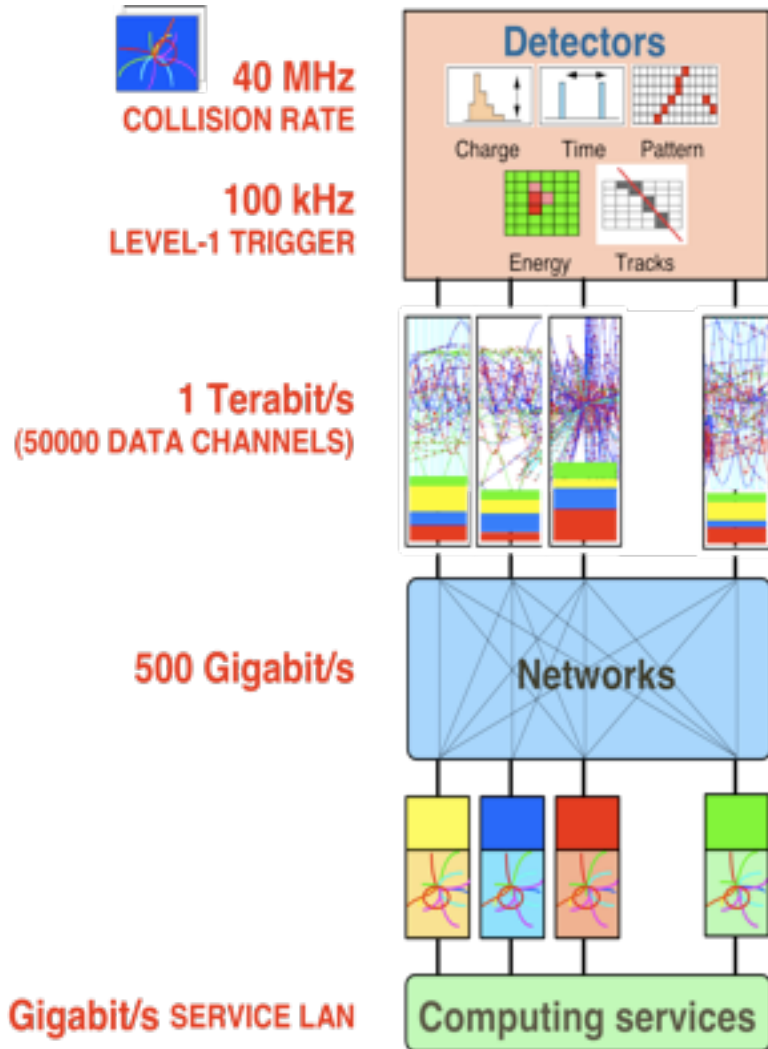 Detectors
40 MHz
COLLISION RATE
Charge Time Pattern
100 kHz
LEVEL-1 TRIGGER
Energy Tracks
1 Terabit/s
(50000 DATA CHANNELS)
500 Gigabit/s
Networks
Gigabit/s SERVICE LAN
Computing services